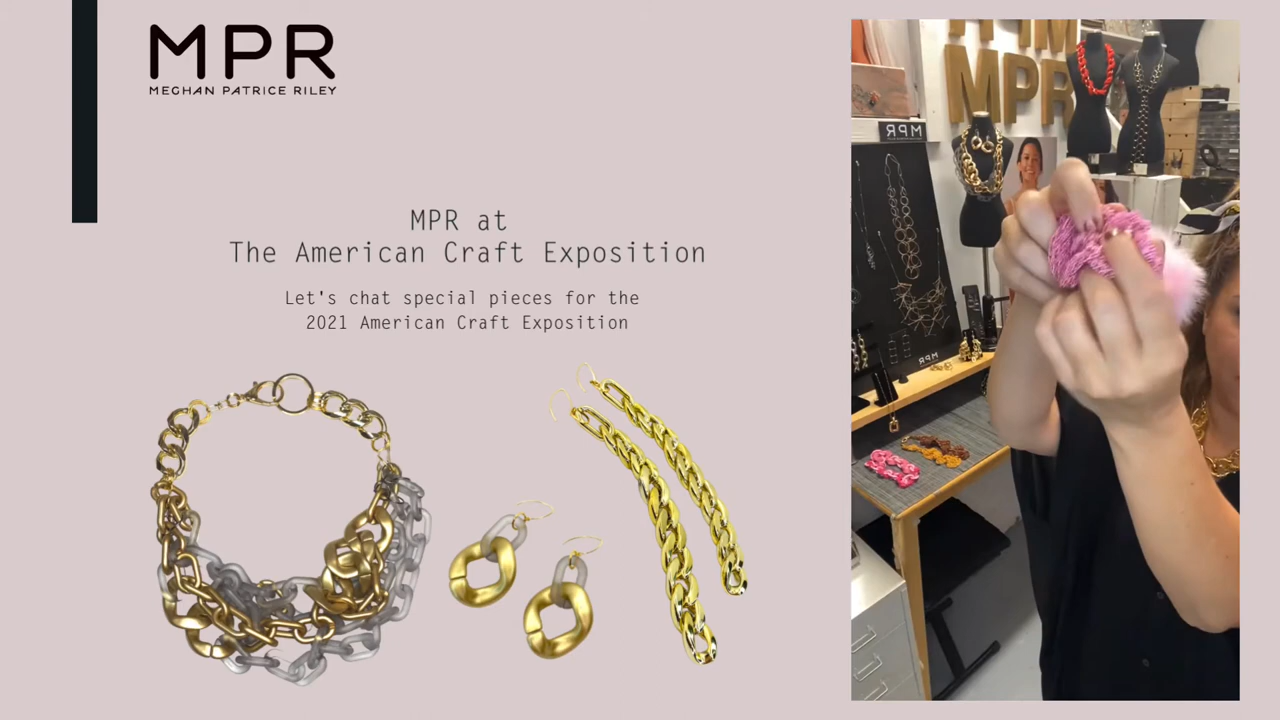 MPR
MEGHAN PATRICE RILEY
MPR at
The American Craft Exposition
Let's chat special pieces for the
2021 American Craft Exposition
MPR
MPR
MPR